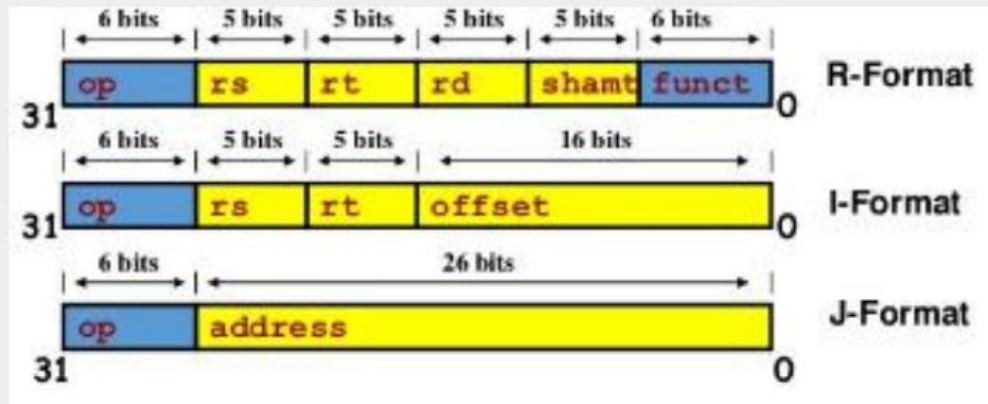 6 bits 5 bits 5 bits 5 bits 5 bits 6 bits
op rs rt rd shamt funct R-Format
31 0
6 bits 5 bits 5 bits 16 bits
op rs rt offset I-Format
31 0
6 bits 26 bits
op address J-Format
31 0